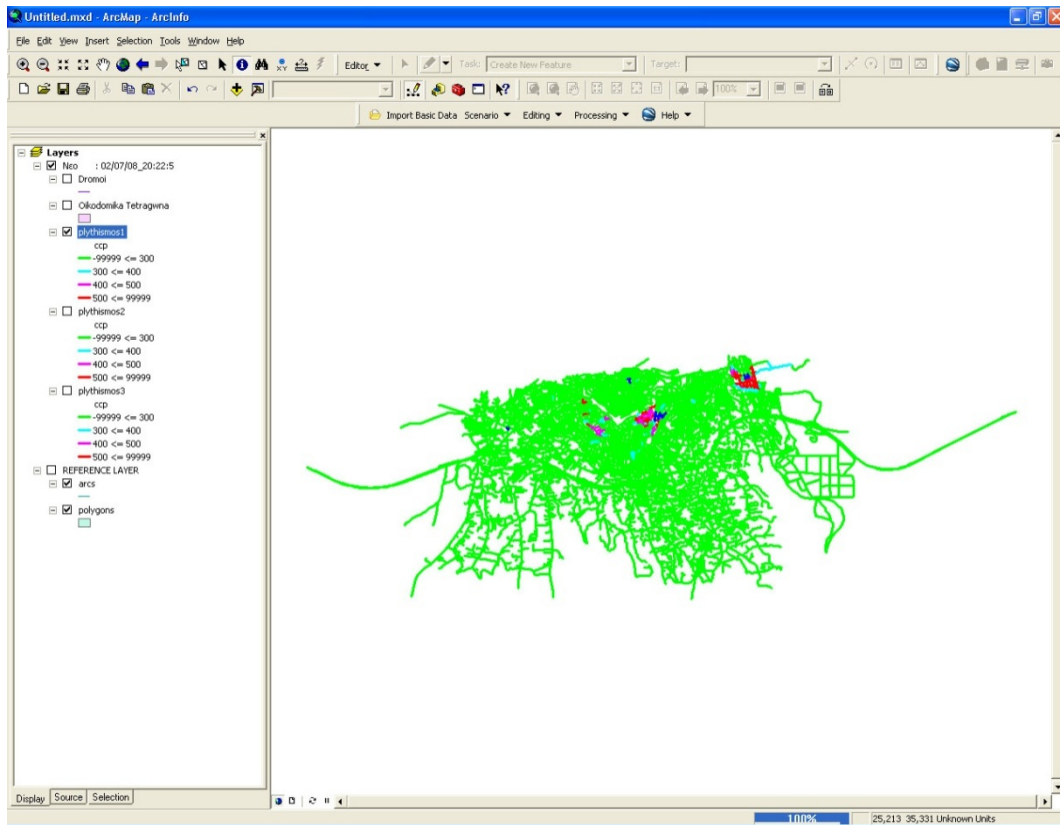 Untitled.mxd - ArcMap - ArcInfo
File Edit View Insert Selection Tools Window Help
Editor Task: Create New Feature Target:
100%
Import Basic Data Scenario Editing Processing Help
Layers
Νεο : 02/07/08_20:22:5
Dromoi
Oikodomika Tetragwna
plythismos1
ccp
-99999 <= 300
300 <= 400
400 <= 500
500 <= 99999
plythismos2
ccp
-99999 <= 300
300 <= 400
400 <= 500
500 <= 99999
plythismos3
ccp
-99999 <= 300
300 <= 400
400 <= 500
500 <= 99999
REFERENCE LAYER
arcs
polygons
Display Source Selection
100% 25,213 35,331 Unknown Units